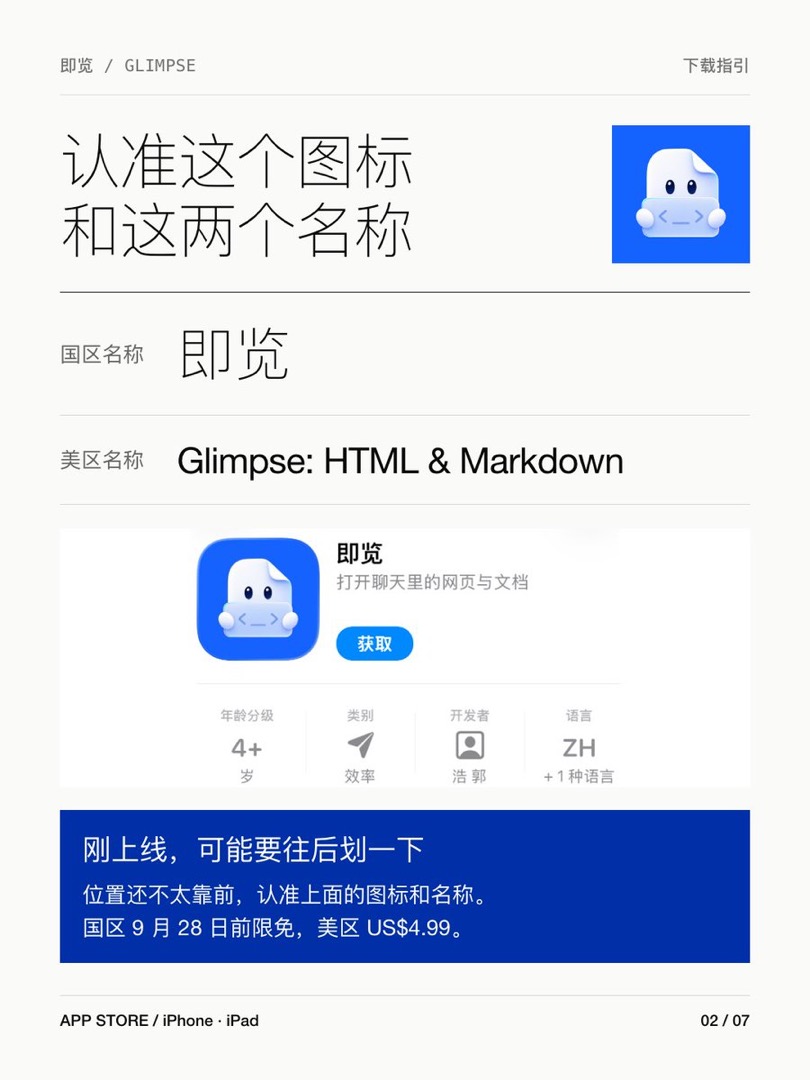 即览 / GLIMPSE
下载指引
认准这个图标
和这两个名称
<_>
国区名称 即览
美区名称 Glimpse: HTML & Markdown
即览
打开聊天里的网页与文档
<_>
获取
年龄分级 类别 开发者 语言
4+ ZH
岁 效率 浩 郭 +1种语言
刚上线，可能要往后划一下
位置还不太靠前，认准上面的图标和名称。
国区 9 月 28 日前限免，美区 US$4.99。
APP STORE / iPhone · iPad
02 / 07